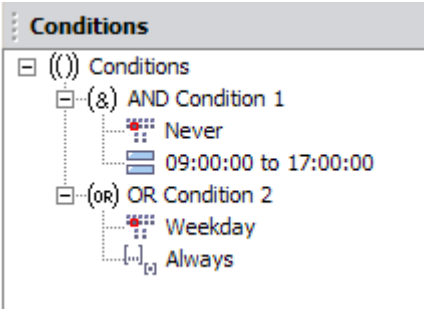 Conditions
(()) Conditions
(&) AND Condition 1
Never
09:00:00 to 17:00:00
(OR) OR Condition 2
Weekday
[...][•] Always